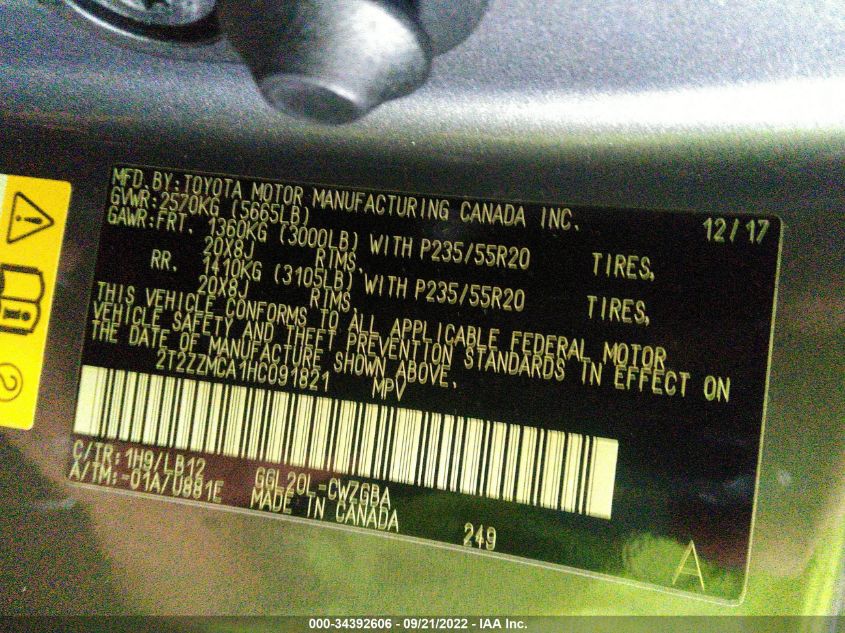 MFD. BY: TOYOTA MOTOR MANUFACTURING CANADA INC. 12/17
GVWR: 2570KG (5665LB)
GAWR: FRT. 1360KG (3000LB) WITH P235/55R20 TIRES,
20X8J RIMS,
RR. 1410KG (3105LB) WITH P235/55R20 TIRES,
20X8J RIMS,
THIS VEHICLE CONFORMS TO ALL APPLICABLE FEDERAL MOTOR
VEHICLE SAFETY AND THEFT PREVENTION STANDARDS IN EFFECT ON
THE DATE OF MANUFACTURE SHOWN ABOVE.
2T2ZZMCA1HC091821 MPV
C/TR: 1H9/LB12 GGL20L-CWZGBA
A/TM: -01A/U881E MADE IN CANADA
249
A
2
000-34392606 - 09/21/2022 - IAA Inc.